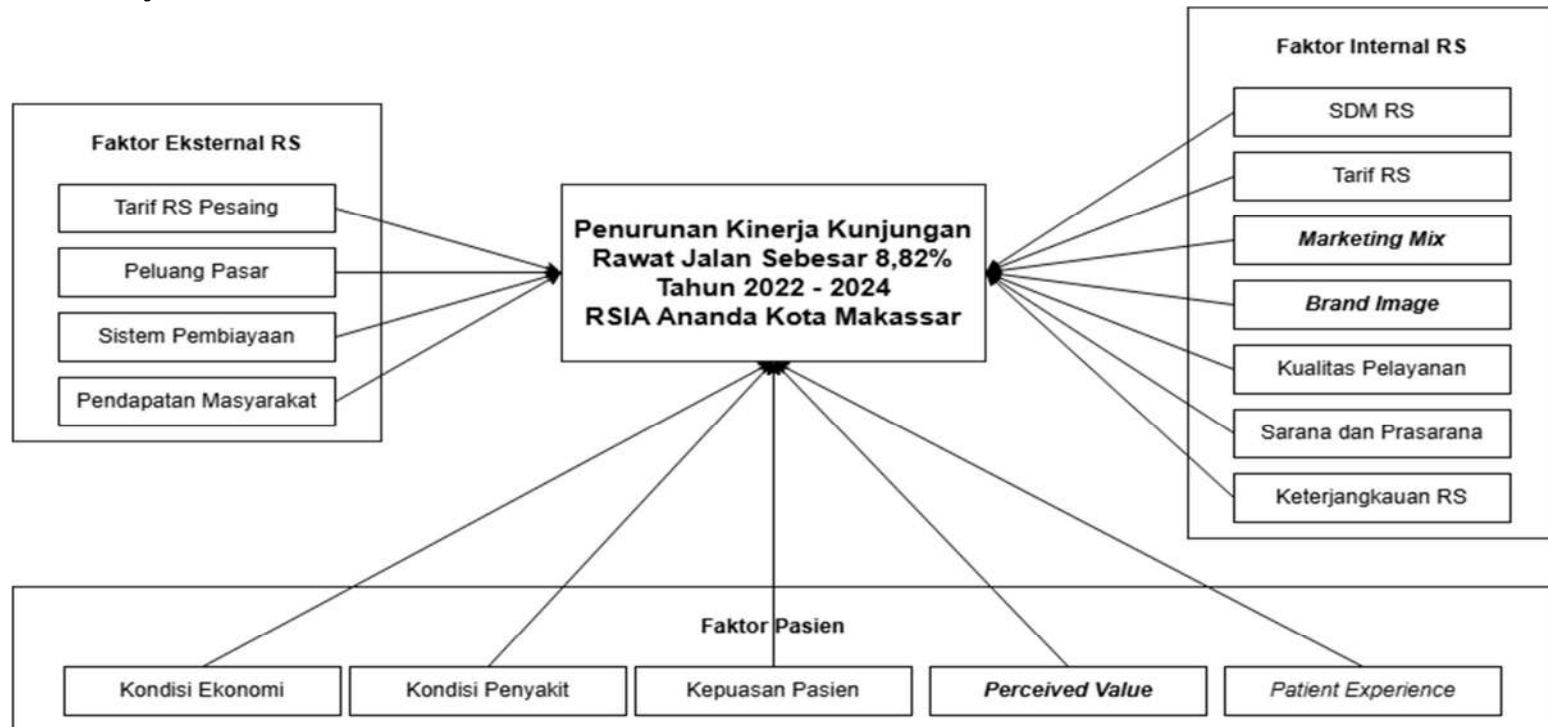 Faktor Eksternal RS
Tarif RS Pesaing
Peluang Pasar
Sistem Pembiayaan
Pendapatan Masyarakat
Penurunan Kinerja Kunjungan
Rawat Jalan Sebesar 8,82%
Tahun 2022 - 2024
RSIA Ananda Kota Makassar
Faktor Internal RS
SDM RS
Tarif RS
Marketing Mix
Brand Image
Kualitas Pelayanan
Sarana dan Prasarana
Keterjangkauan RS
Faktor Pasien
Kondisi Ekonomi
Kondisi Penyakit
Kepuasan Pasien
Perceived Value
Patient Experience